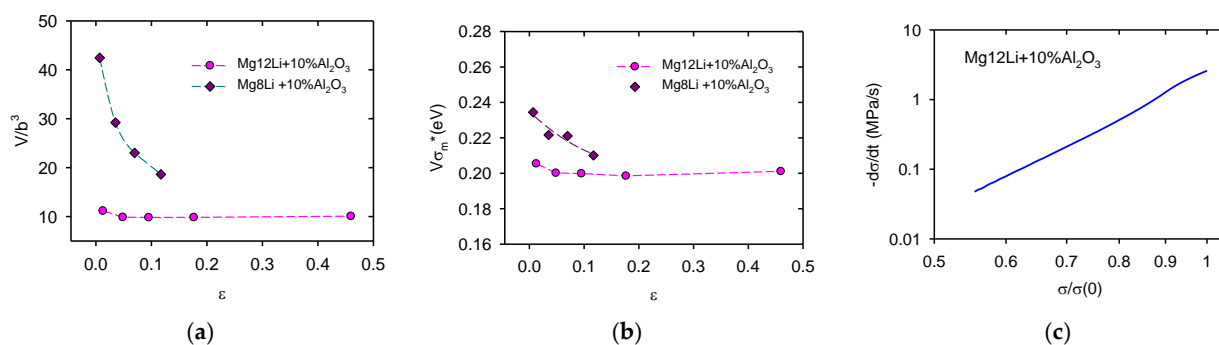 50
40
30
20
10
0
V/b³
Mg12Li+10%Al₂O₃
Mg8Li +10%Al₂O₃
0.0 0.1 0.2 0.3 0.4 0.5
ε
(a)
0.28
0.26
0.24
0.22
0.20
0.18
0.16
Vσₘ*(eV)
Mg12Li+10%Al₂O₃
Mg8Li +10%Al₂O₃
0.0 0.1 0.2 0.3 0.4 0.5
ε
(b)
10
1
0.1
0.01
-dσ/dt (MPa/s)
Mg12Li+10%Al₂O₃
0.5 0.6 0.7 0.8 0.9 1
σ/σ(0)
(c)